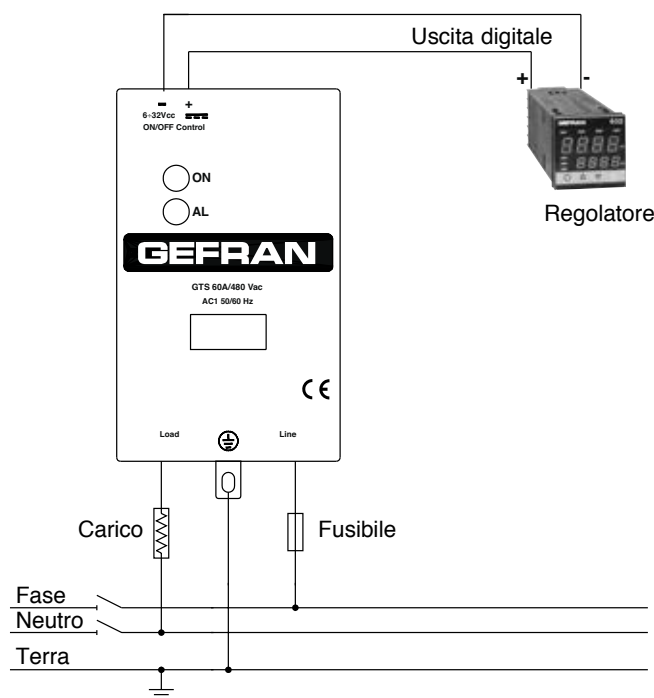 Uscita digitale
+ -
- +
6÷32Vcc
ON/OFF Control
GEFRAN
Regolatore
ON
AL
GEFRAN
GTS 60A/480 Vac
AC1 50/60 Hz
CE
Load Line
Carico Fusibile
Fase
Neutro
Terra